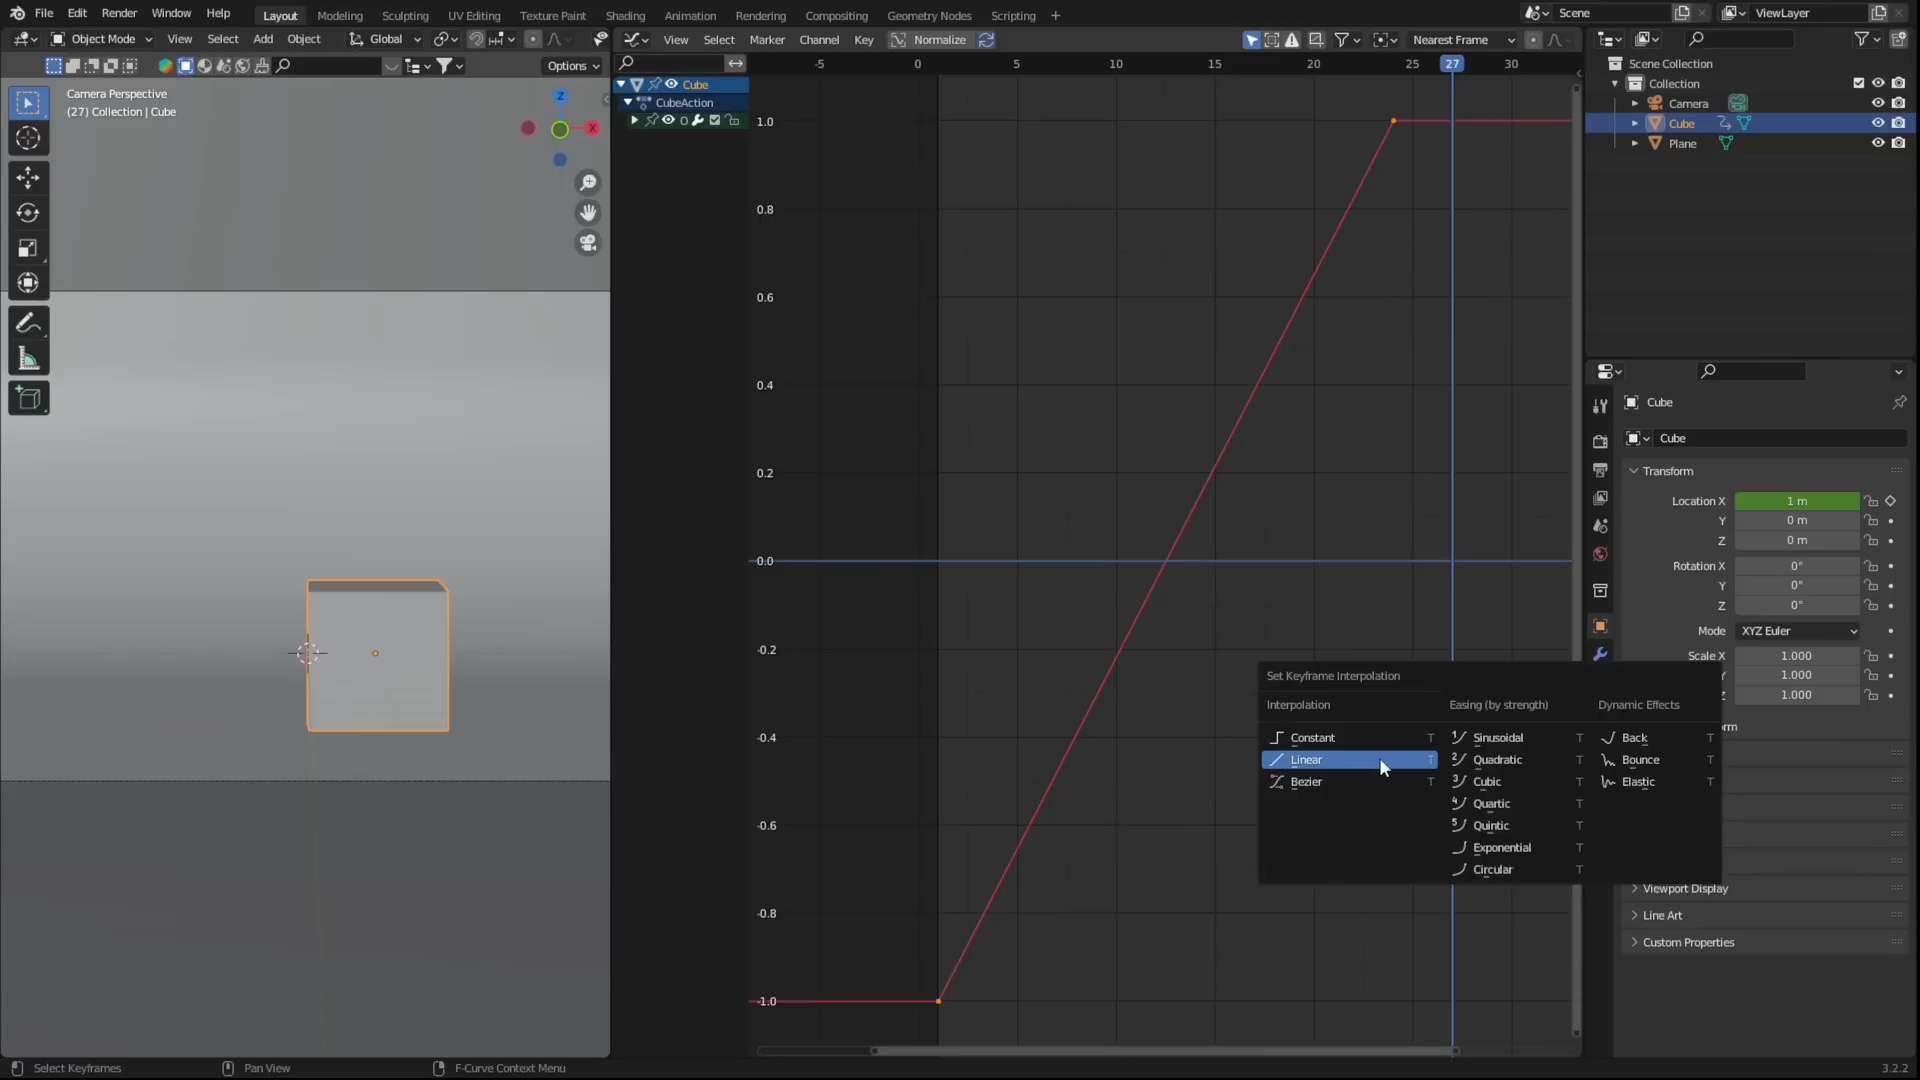 File Edit Render Window Help Layout Modeling Sculpting UV Editing Texture Paint Shading Animation Rendering Compositing Geometry Nodes Scripting + Scene ViewLayer
Object Mode View Select Add Object Global View Select Marker Channel Key Normalize Nearest Frame
Options
-5 0 5 10 15 20 25 27 30
Scene Collection
Collection
Camera
Cube
Plane
Camera Perspective
(27) Collection | Cube
Z
X
Cube
CubeAction
1.0
0.8
0.6
0.4
0.2
0.0
-0.2
-0.4
-0.6
-0.8
-1.0
Cube
Cube
Transform
Location X 1 m
Y 0 m
Z 0 m
Rotation X 0°
Y 0°
Z 0°
Mode XYZ Euler
Scale X 1.000
Y 1.000
Z 1.000
Set Keyframe Interpolation
Interpolation
Constant T
Linear T
Bezier T
Easing (by strength)
Sinusoidal T
Quadratic T
Cubic T
Quartic T
Quintic T
Exponential T
Circular T
Dynamic Effects
Back T
Bounce T
Elastic T
Viewport Display
Line Art
Custom Properties
Select Keyframes Pan View F-Curve Context Menu 3.2.2